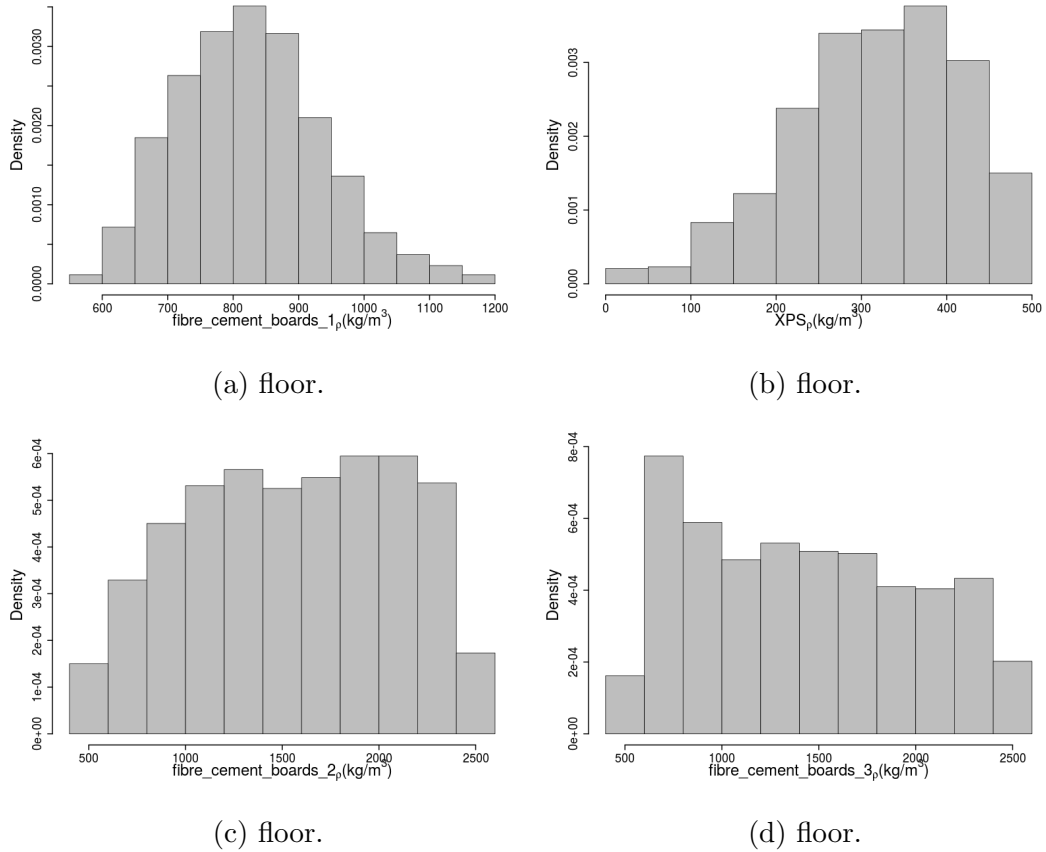 Density
0.0000 0.0010 0.0020 0.0030
600 700 800 900 1000 1100 1200
fibre_cement_boards_1ρ(kg/m3)
(a) floor.
Density
0.000 0.001 0.002 0.003
0 100 200 300 400 500
XPSρ(kg/m3)
(b) floor.
Density
0e+00 1e-04 2e-04 3e-04 4e-04 5e-04 6e-04
500 1000 1500 2000 2500
fibre_cement_boards_2ρ(kg/m3)
(c) floor.
Density
0e+00 2e-04 4e-04 6e-04 8e-04
500 1000 1500 2000 2500
fibre_cement_boards_3ρ(kg/m3)
(d) floor.